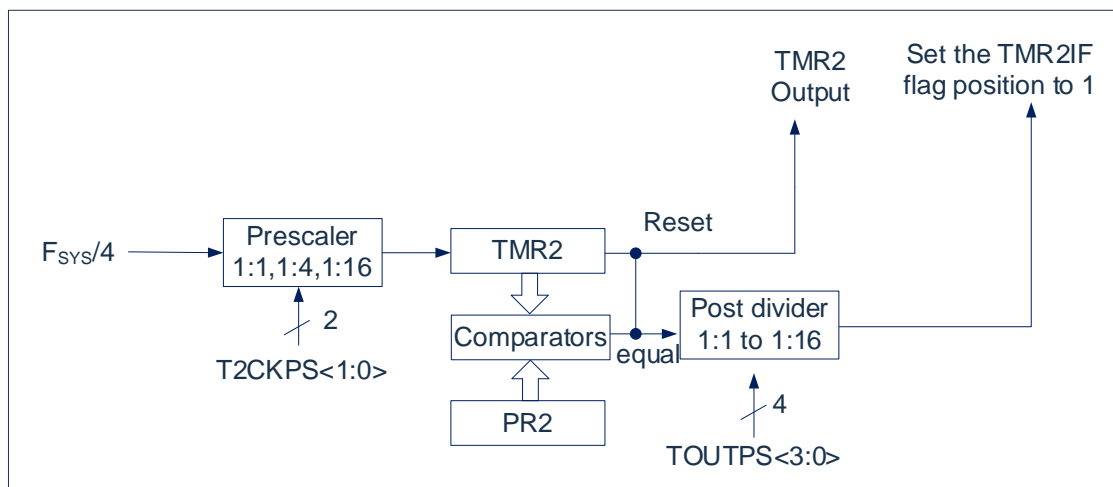 TMR2
Output
Set the TMR2IF
flag position to 1
Reset
F_SYS/4
Prescaler
1:1,1:4,1:16
TMR2
2
T2CKPS<1:0>
Comparators
equal
Post divider
1:1 to 1:16
PR2
4
TOUTPS<3:0>